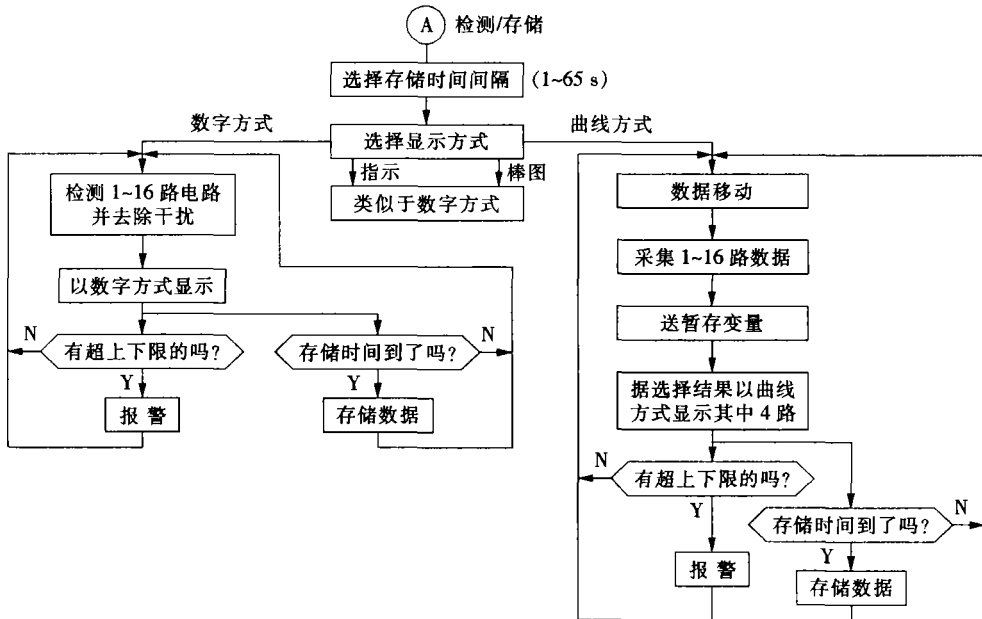 A 检测/存储
选择存储时间间隔 (1~65 s)
数字方式
选择显示方式
曲线方式
指示
棒图
类似于数字方式
检测 1~16 路电路
并去除干扰
以数字方式显示
N
有超上下限的吗?
Y
报警
存储时间到了吗?
N
Y
存储数据
数据移动
采集 1~16 路数据
送暂存变量
据选择结果以曲线
方式显示其中 4 路
N
有超上下限的吗?
Y
报警
存储时间到了吗?
N
Y
存储数据